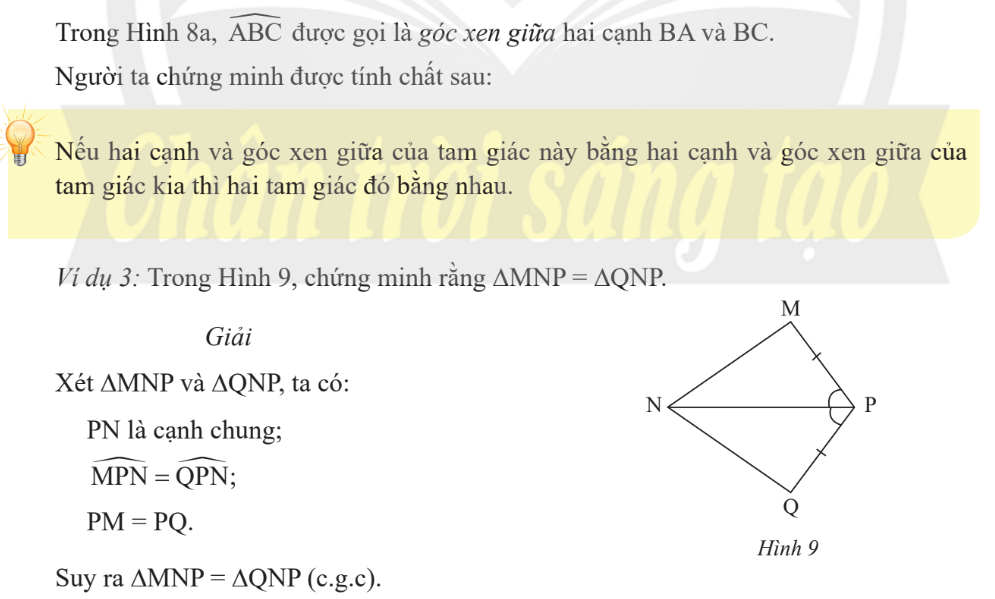 Trong Hình 8a, ABC được gọi là góc xen giữa hai cạnh BA và BC.
Người ta chứng minh được tính chất sau:
Nếu hai cạnh và góc xen giữa của tam giác này bằng hai cạnh và góc xen giữa của
tam giác kia thì hai tam giác đó bằng nhau.
Chân trời sáng tạo
Ví dụ 3: Trong Hình 9, chứng minh rằng ΔMNP = ΔQNP.
Giải
Xét ΔMNP và ΔQNP, ta có:
PN là cạnh chung;
MPN = QPN;
PM = PQ.
Suy ra ΔMNP = ΔQNP (c.g.c).
M
N
P
Q
Hình 9